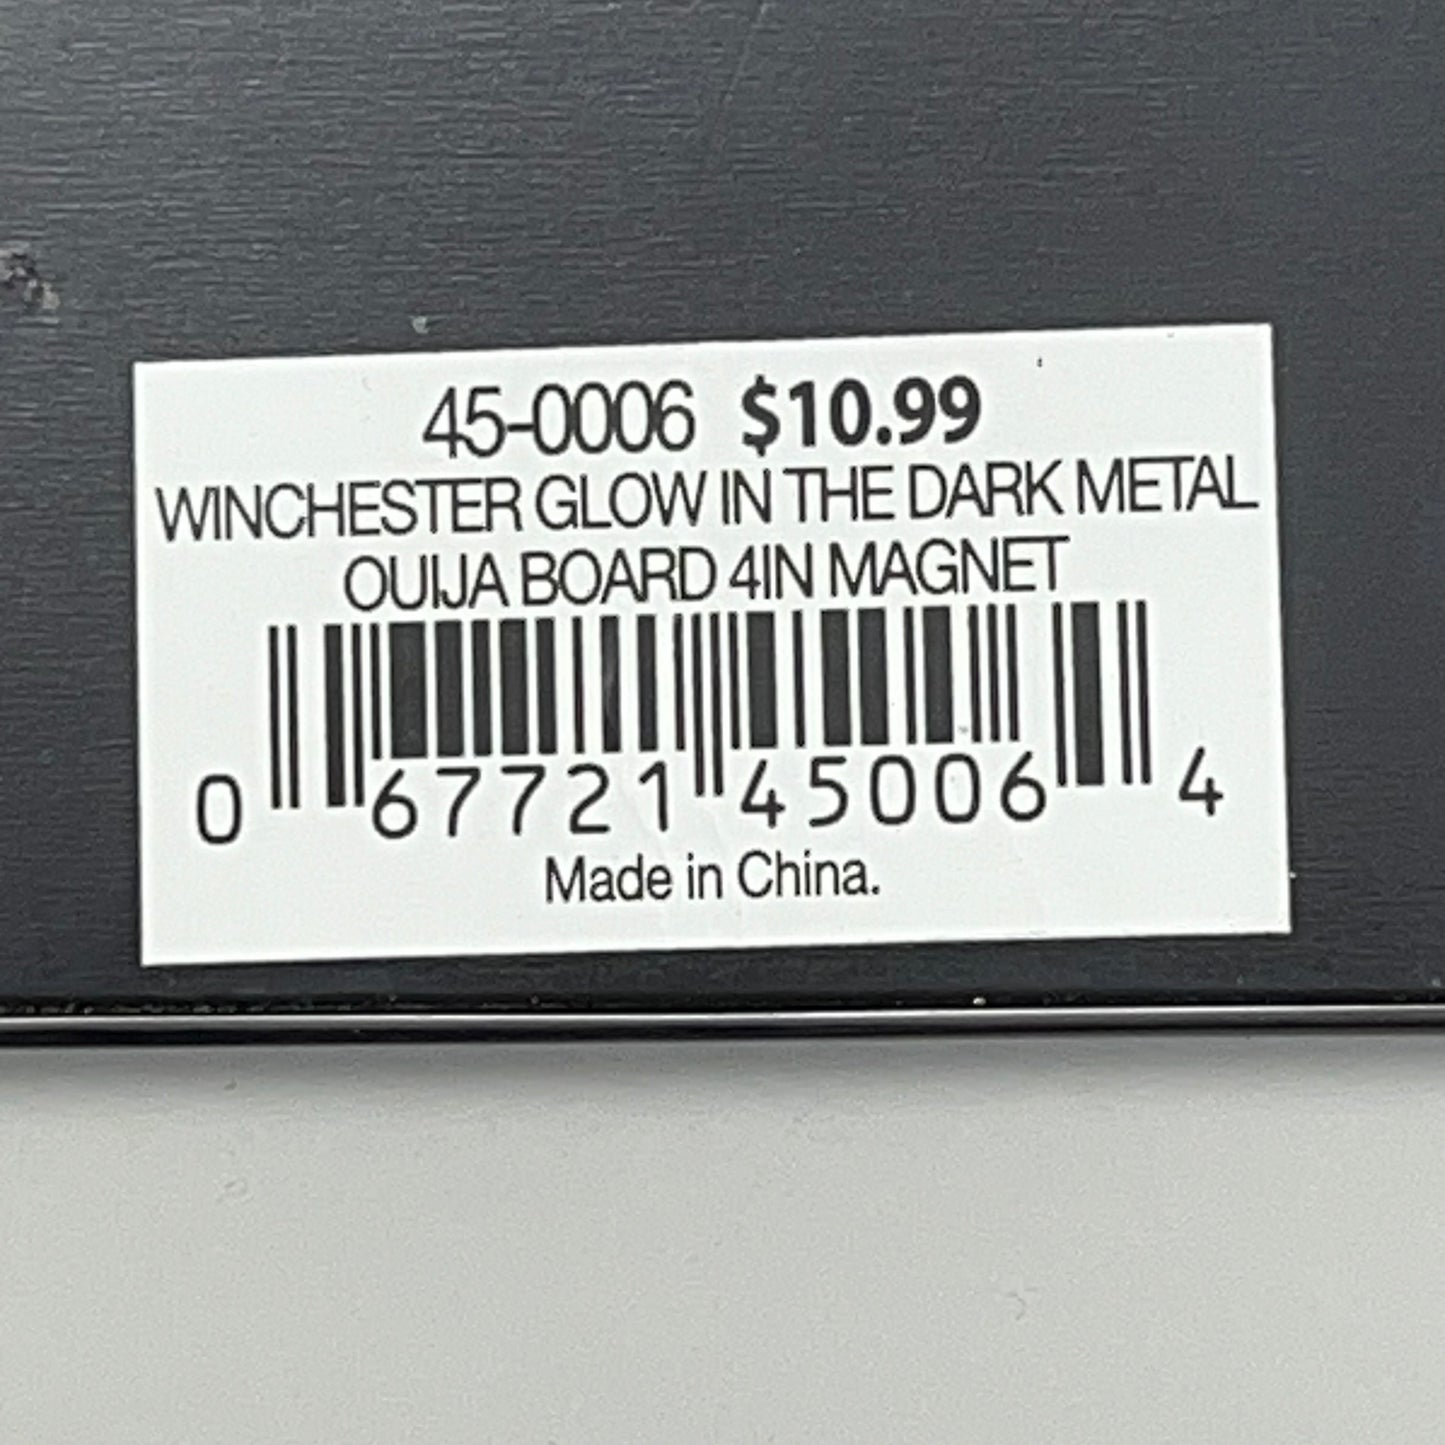 45-0006 $10.99
WINCHESTER GLOW IN THE DARK METAL
OUIJA BOARD 4IN MAGNET
0 67721 45006 4
Made in China.